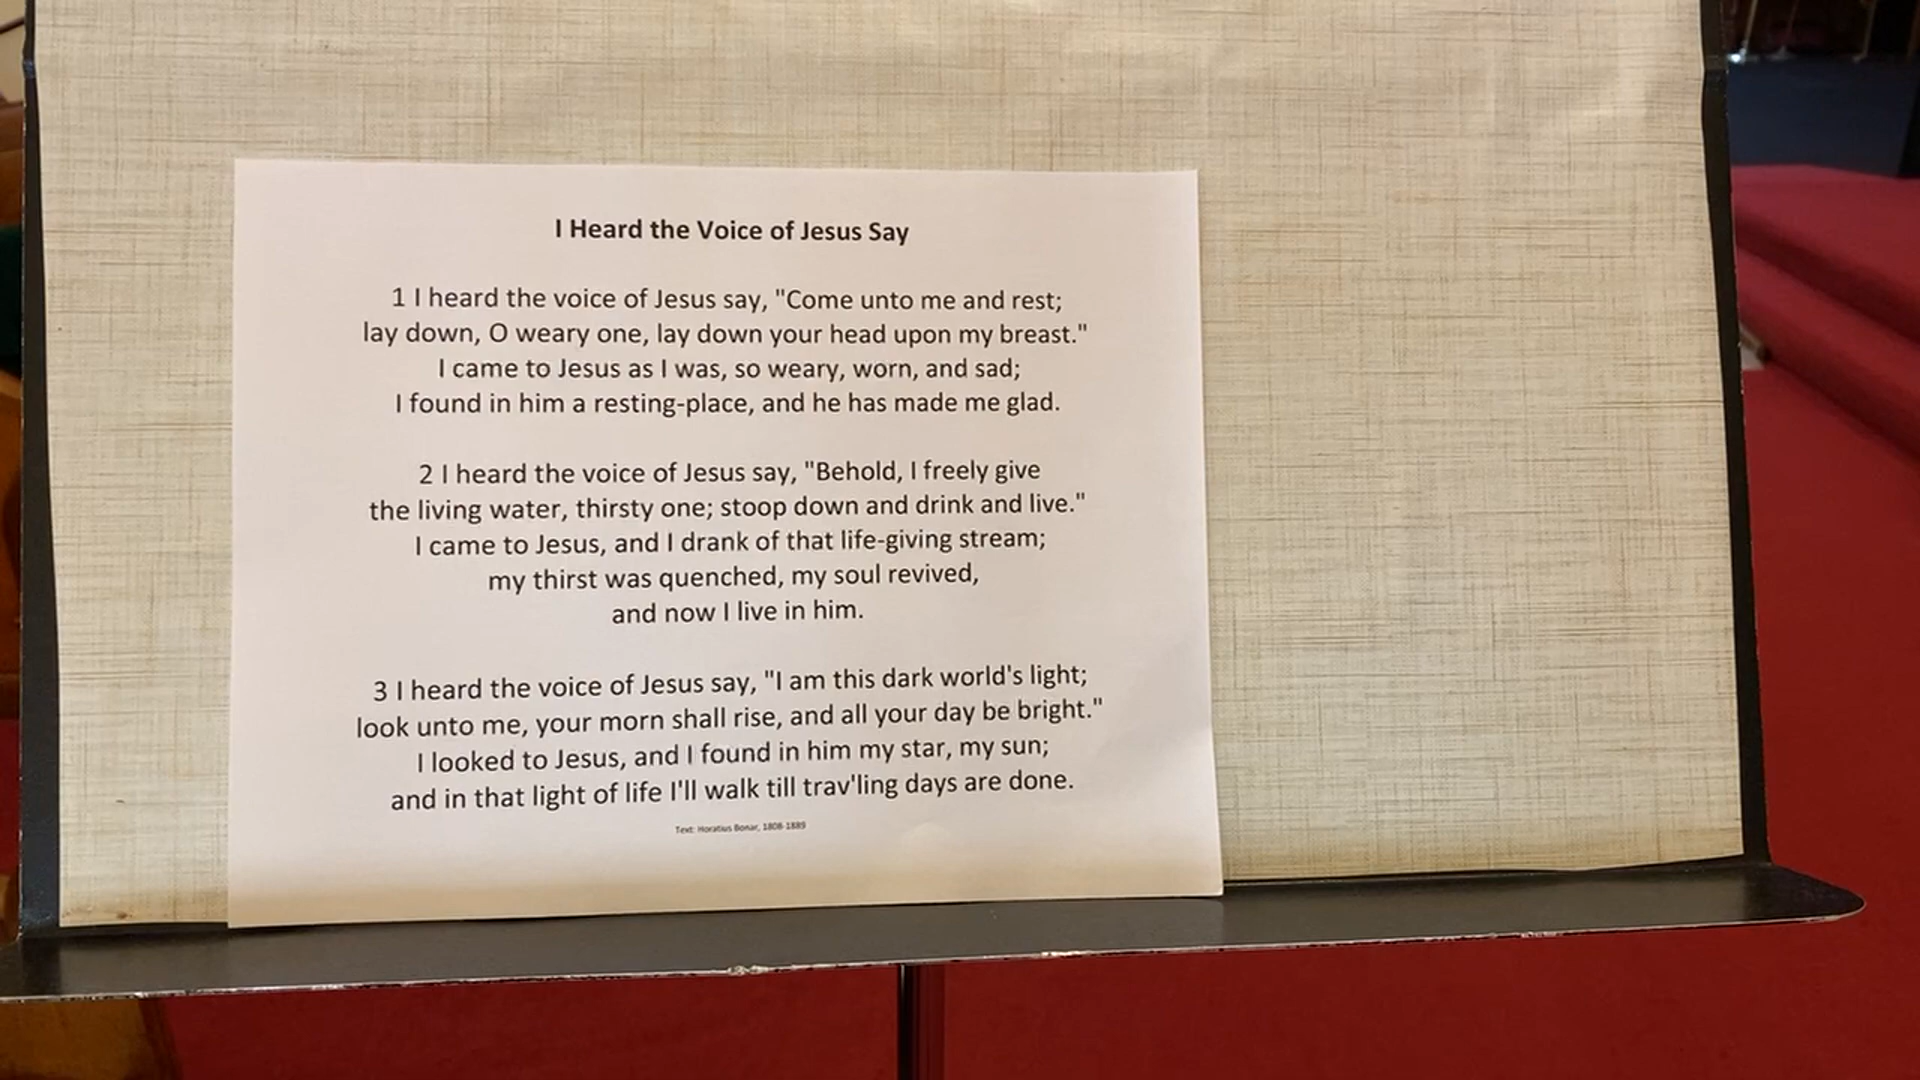 I Heard the Voice of Jesus Say
1 I heard the voice of Jesus say, "Come unto me and rest;
lay down, O weary one, lay down your head upon my breast."
I came to Jesus as I was, so weary, worn, and sad;
I found in him a resting-place, and he has made me glad.
2 I heard the voice of Jesus say, "Behold, I freely give
the living water, thirsty one; stoop down and drink and live."
I came to Jesus, and I drank of that life-giving stream;
my thirst was quenched, my soul revived,
and now I live in him.
3 I heard the voice of Jesus say, "I am this dark world's light;
look unto me, your morn shall rise, and all your day be bright."
I looked to Jesus, and I found in him my star, my sun;
and in that light of life I'll walk till trav'ling days are done.
Text: Horatius Bonar, 1808-1889